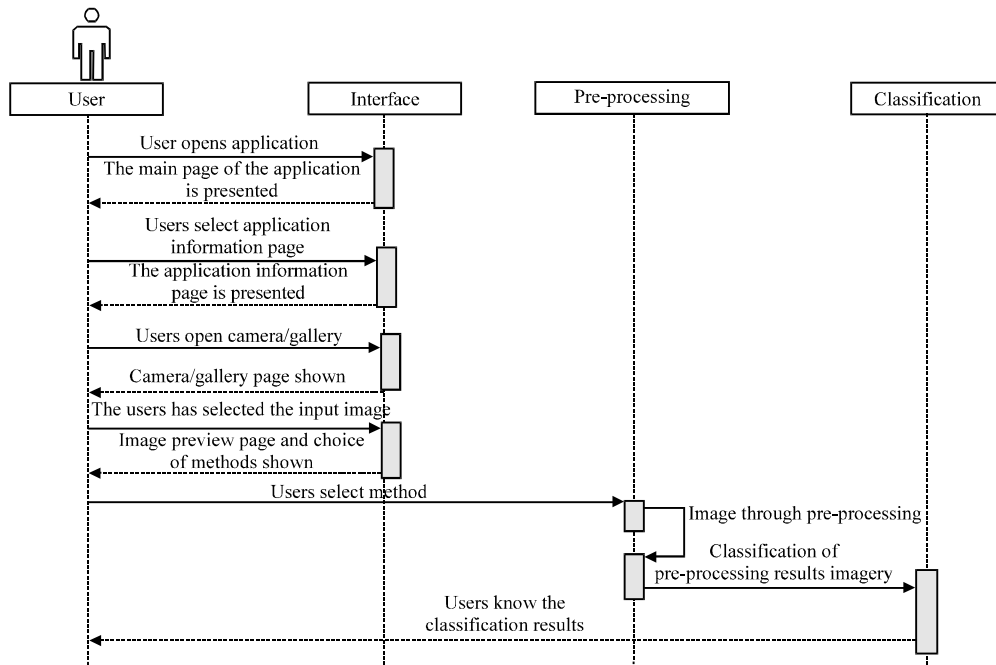 User
Interface
Pre-processing
Classification
User opens application
The main page of the application
is presented
Users select application
information page
The application information
page is presented
Users open camera/gallery
Camera/gallery page shown
The users has selected the input image
Image preview page and choice
of methods shown
Users select method
Image through pre-processing
Classification of
pre-processing results imagery
Users know the
classification results